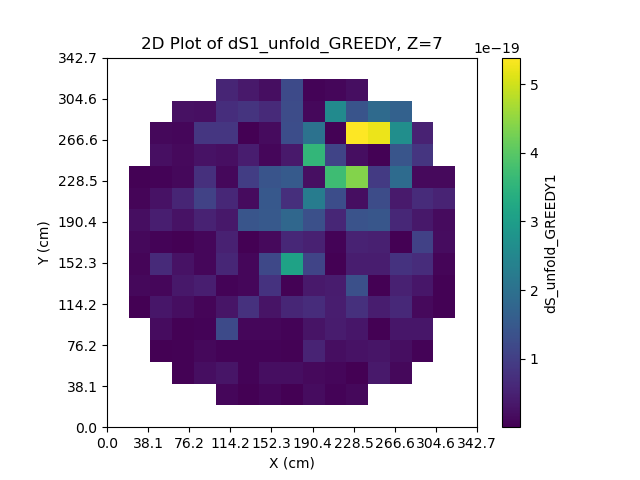 2D Plot of dS1_unfold_GREEDY, Z=7
1e−19
342.7
304.6
266.6
228.5
190.4
152.3
114.2
76.2
38.1
0.0
Y (cm)
0.0 38.1 76.2 114.2 152.3 190.4 228.5 266.6 304.6 342.7
X (cm)
5
4
3
2
1
dS_unfold_GREEDY1